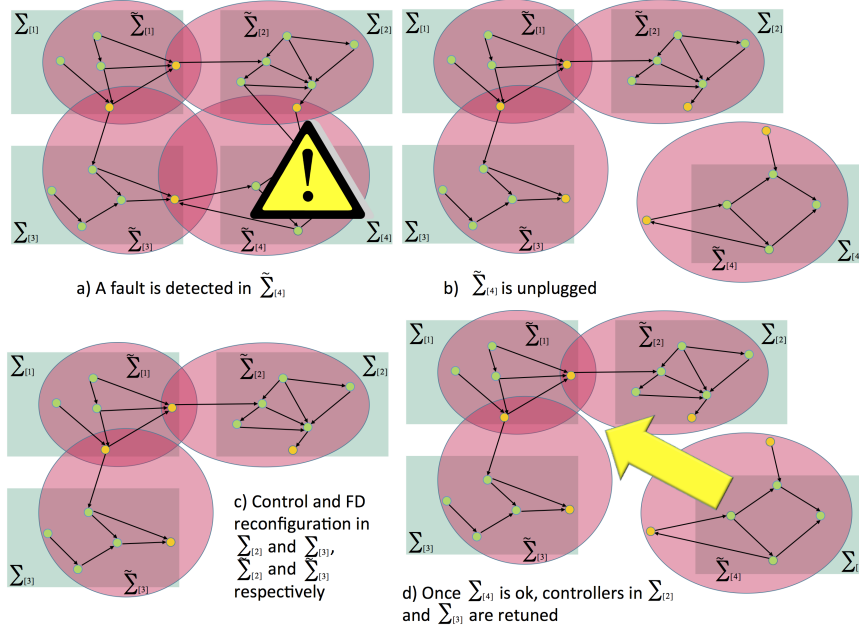 Σ[1] Σ̃[1] Σ̃[2] Σ[2]
Σ[3] Σ̃[3] Σ̃[4] Σ[4]
!
a) A fault is detected in Σ̃[4]
Σ[1] Σ̃[1] Σ̃[2] Σ[2]
Σ[3] Σ̃[3] Σ̃[4] Σ[4
b) Σ̃[4] is unplugged
Σ[1] Σ̃[1] Σ̃[2] Σ[2]
Σ[3] Σ̃[3]
c) Control and FD
reconfiguration in
Σ[2] and Σ[3],
Σ̃[2] and Σ̃[3]
respectively
Σ[1] Σ̃[1] Σ̃[2] Σ[2]
Σ[3] Σ̃[3] Σ̃[4] Σ[
d) Once Σ[4] is ok, controllers in Σ[2]
and Σ[3] are retuned